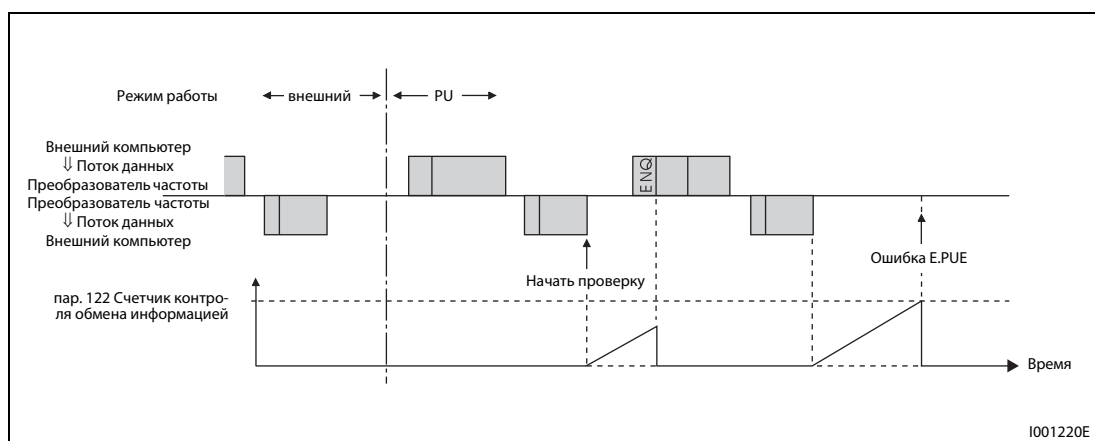 Режим работы
внешний
PU
Внешний компьютер
⇓ Поток данных
Преобразователь частоты
Преобразователь частоты
⇓ Поток данных
Внешний компьютер
ENQ
Начать проверку
Ошибка E.PUE
пар. 122 Счетчик контро-
ля обмена информацией
Время
I001220E